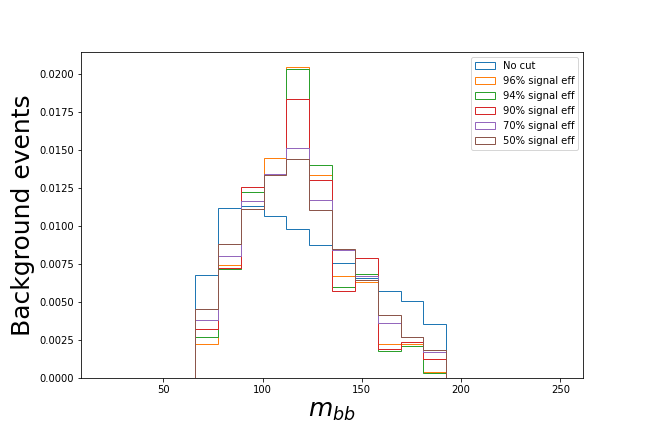 Background events
0.0200
0.0175
0.0150
0.0125
0.0100
0.0075
0.0050
0.0025
0.0000
No cut
96% signal eff
94% signal eff
90% signal eff
70% signal eff
50% signal eff
50 100 150 200 250
m_{bb}